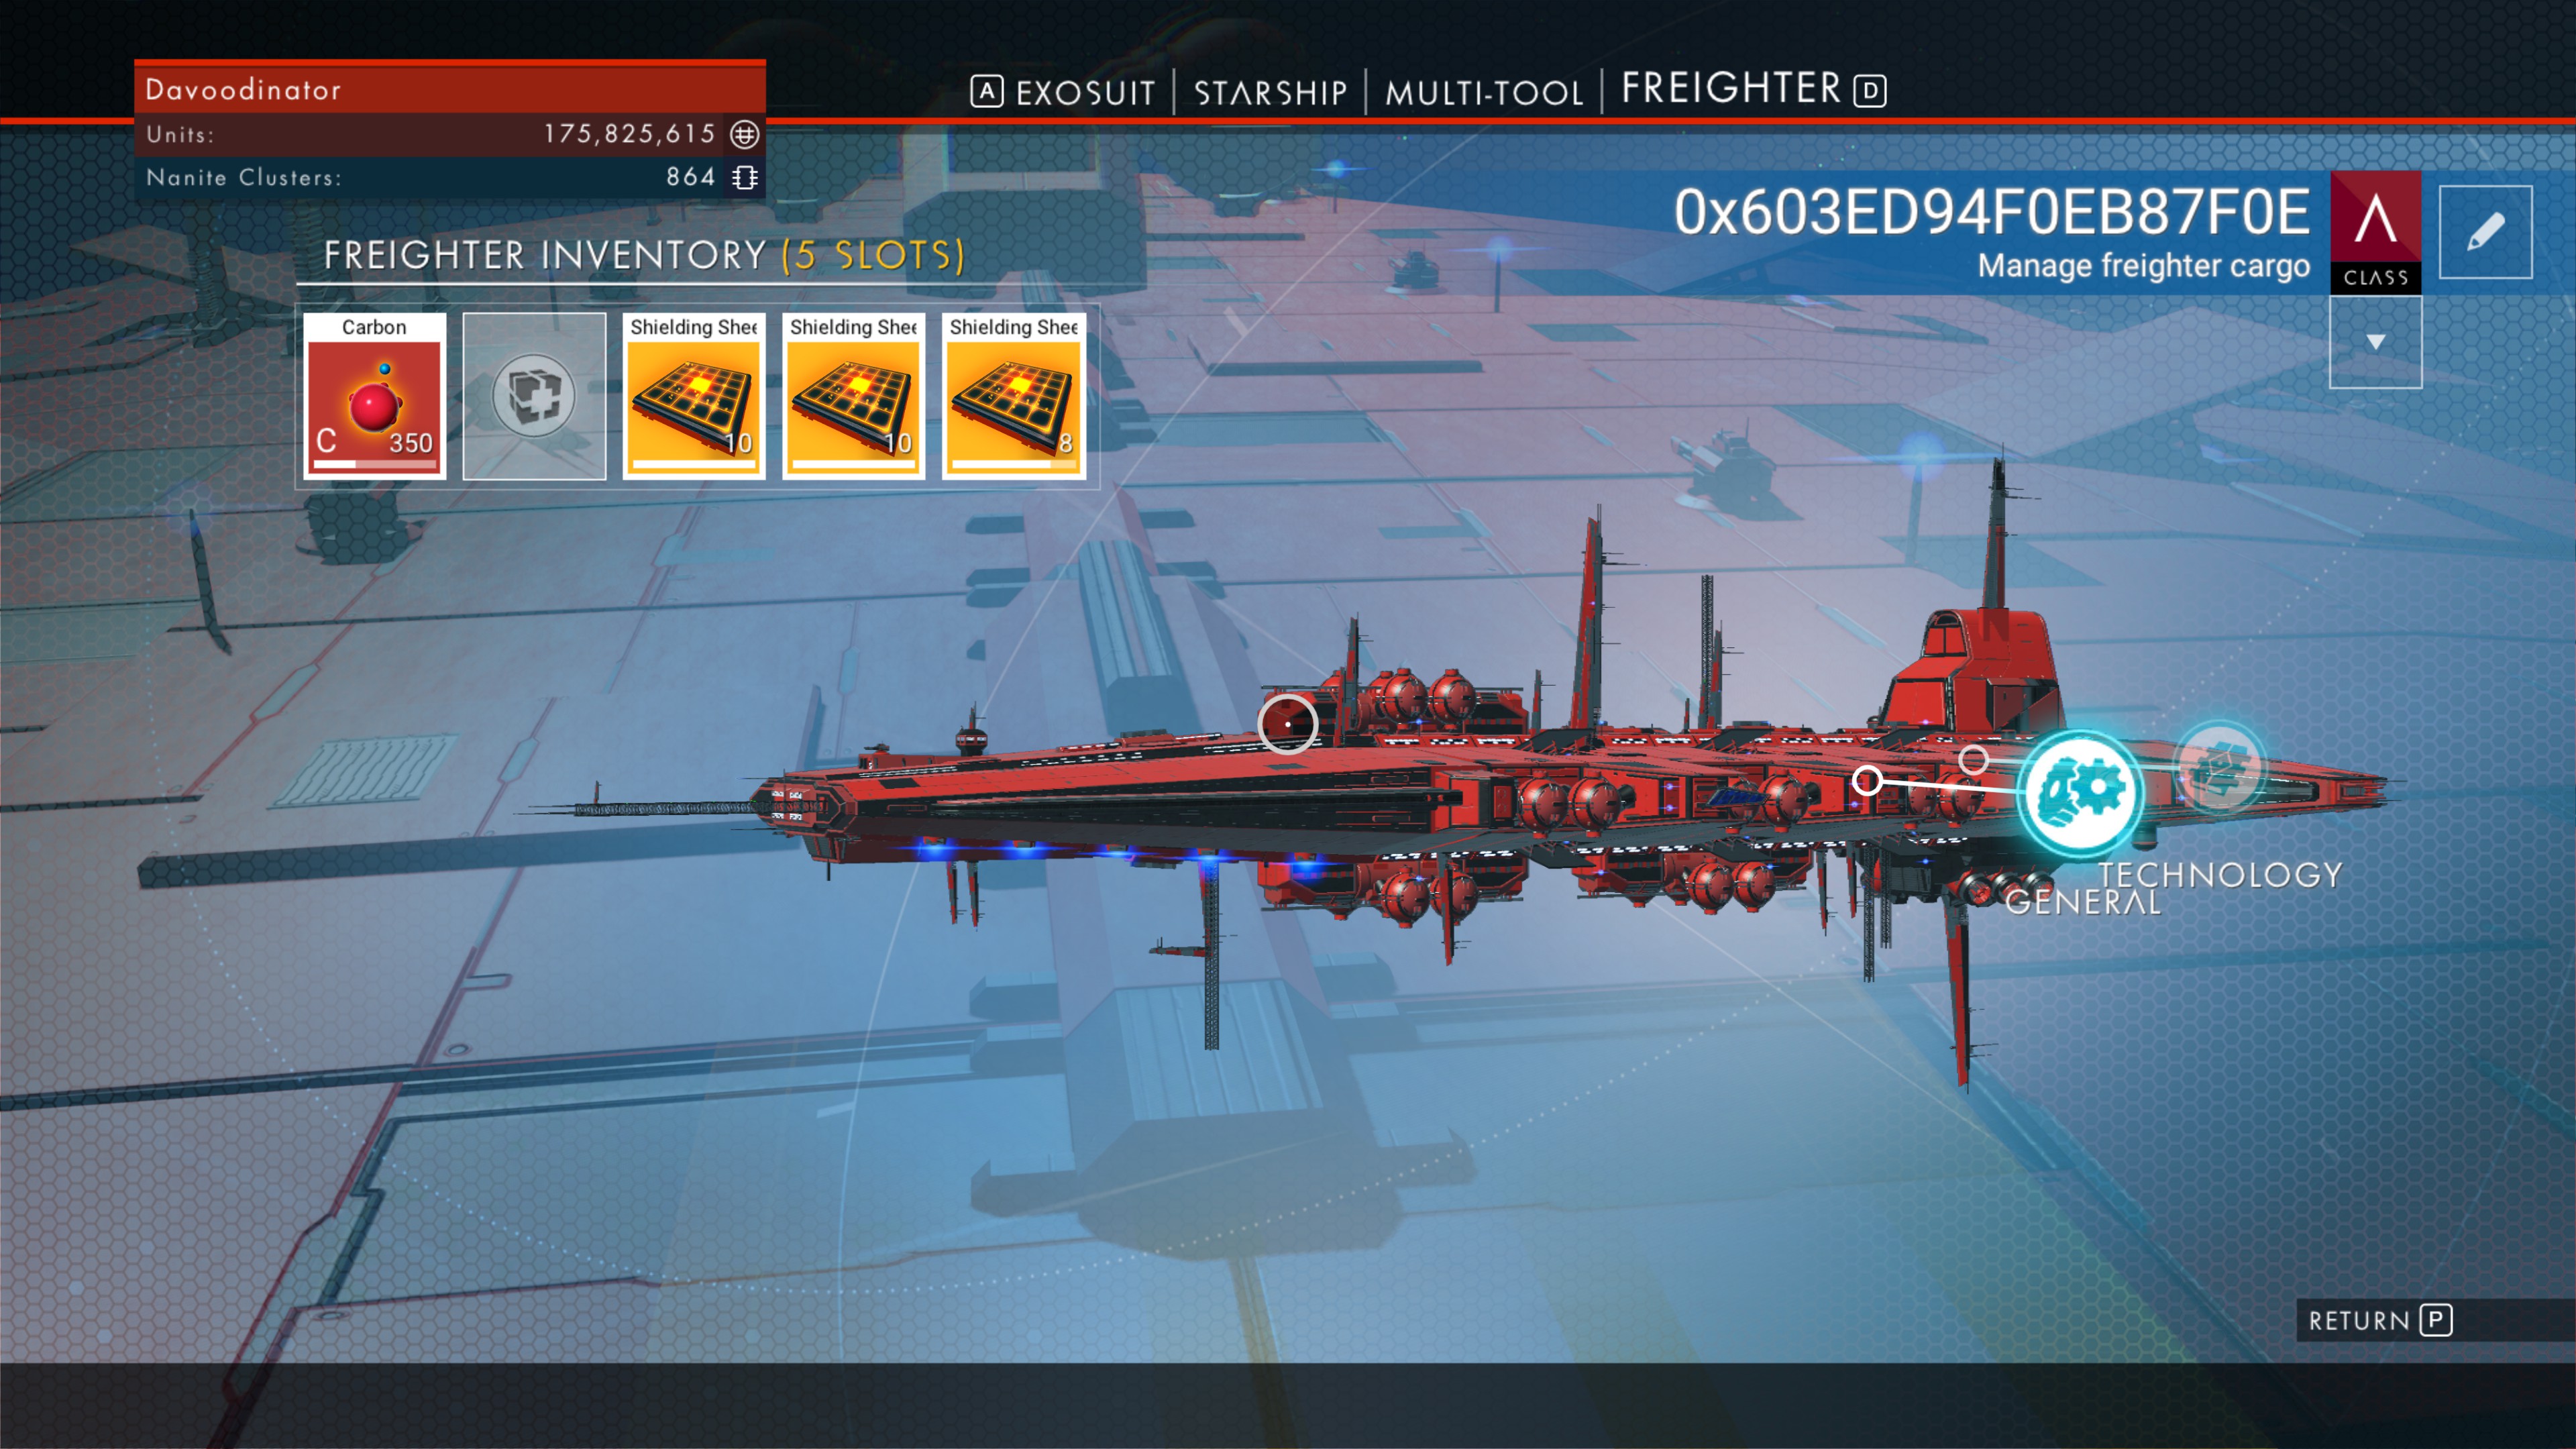 Davoodinator
Units: 175,825,615
Nanite Clusters: 864
A EXOSUIT STARSHIP MULTI-TOOL FREIGHTER D
0x603ED94F0EB87F0E
Manage freighter cargo
A
CLASS
FREIGHTER INVENTORY (5 SLOTS)
Carbon
C 350
Shielding Shee
10
Shielding Shee
10
Shielding Shee
8
TECHNOLOGY
GENERAL
RETURN P